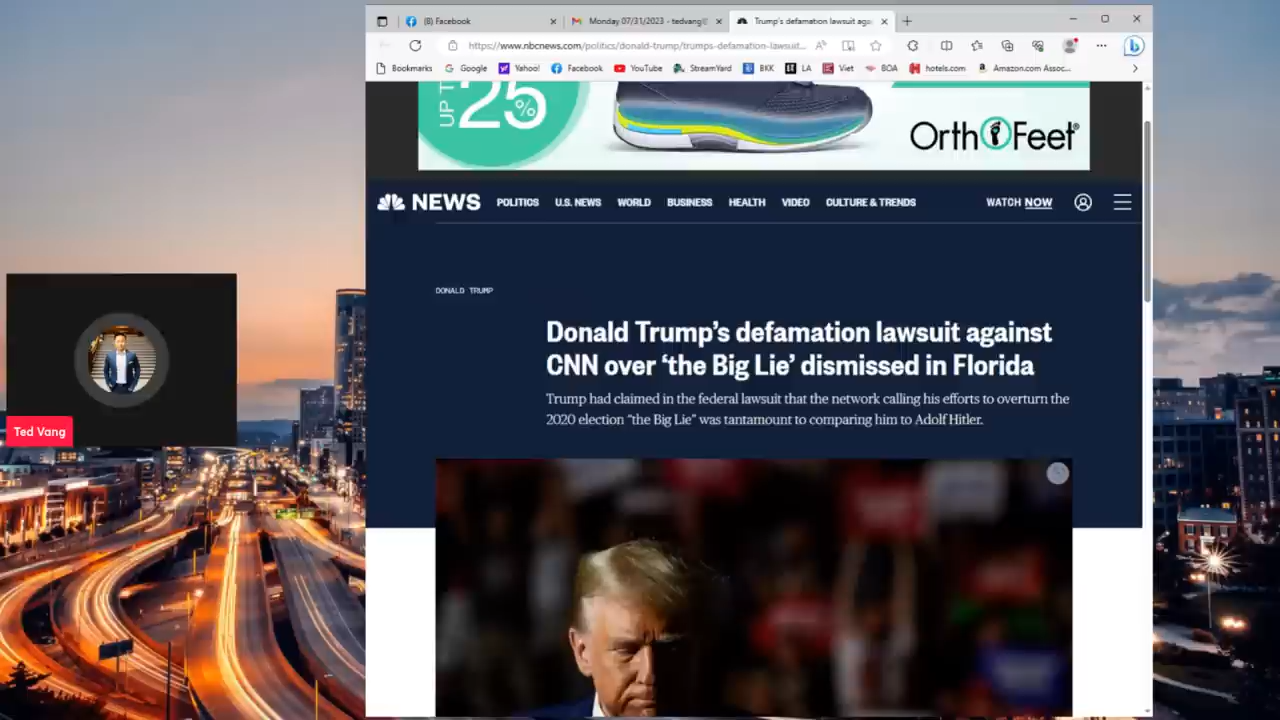 (8) Facebook
Monday 07/31/2023 - tedvang@
Trump's defamation lawsuit aga
https://www.nbcnews.com/politics/donald-trump/trumps-defamation-lawsuit...
Bookmarks Google Yahoo! Facebook YouTube StreamYard BKK LA Viet BOA hotels.com Amazon.com Assoc...
UP T
25%
OrthoFeet®
NEWS POLITICS U.S. NEWS WORLD BUSINESS HEALTH VIDEO CULTURE & TRENDS WATCH NOW
DONALD TRUMP
Donald Trump's defamation lawsuit against
CNN over ‘the Big Lie’ dismissed in Florida
Trump had claimed in the federal lawsuit that the network calling his efforts to overturn the
2020 election “the Big Lie” was tantamount to comparing him to Adolf Hitler.
Ted Vang